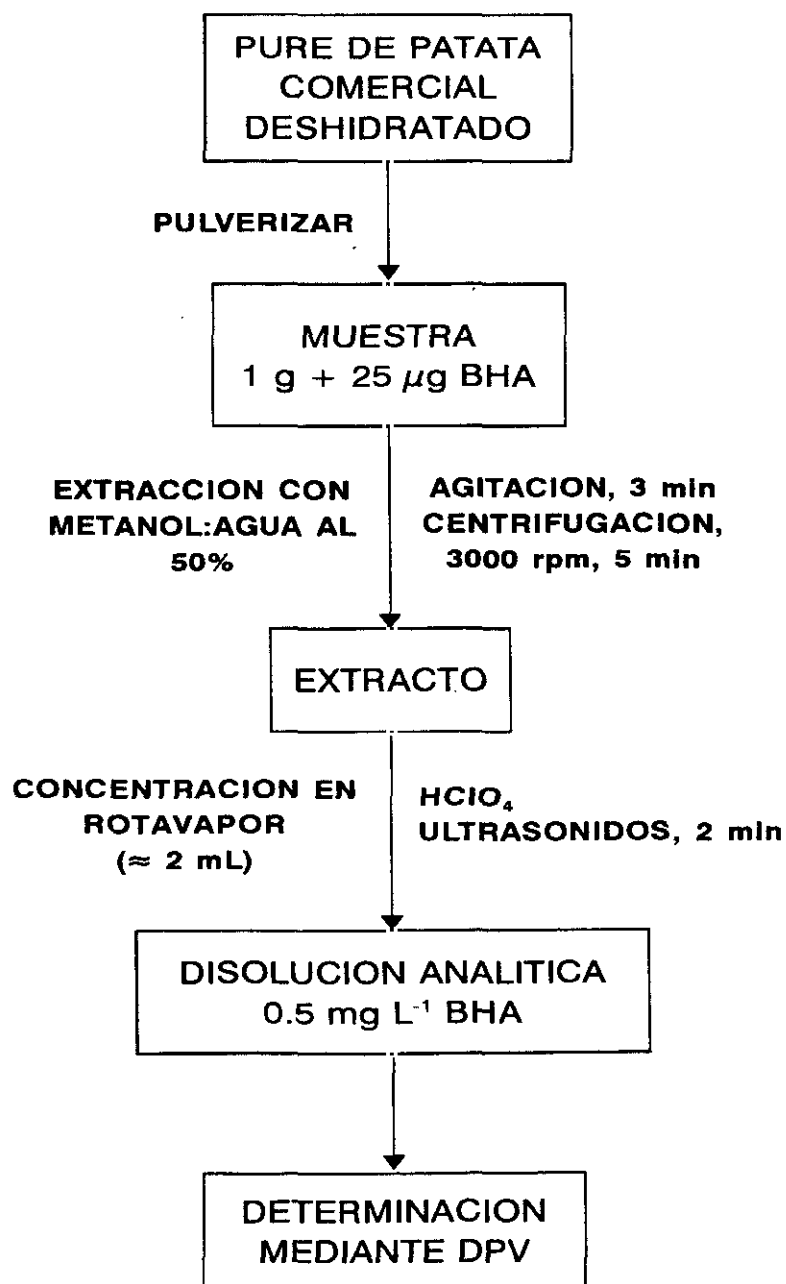 PURE DE PATATA
COMERCIAL
DESHIDRATADO
PULVERIZAR
MUESTRA
1 g + 25 µg BHA
EXTRACCION CON
METANOL:AGUA AL
50%
AGITACION, 3 min
CENTRIFUGACION,
3000 rpm, 5 min
EXTRACTO
CONCENTRACION EN
ROTAVAPOR
(≈ 2 mL)
HClO₄
ULTRASONIDOS, 2 min
DISOLUCION ANALITICA
0.5 mg L⁻¹ BHA
DETERMINACION
MEDIANTE DPV